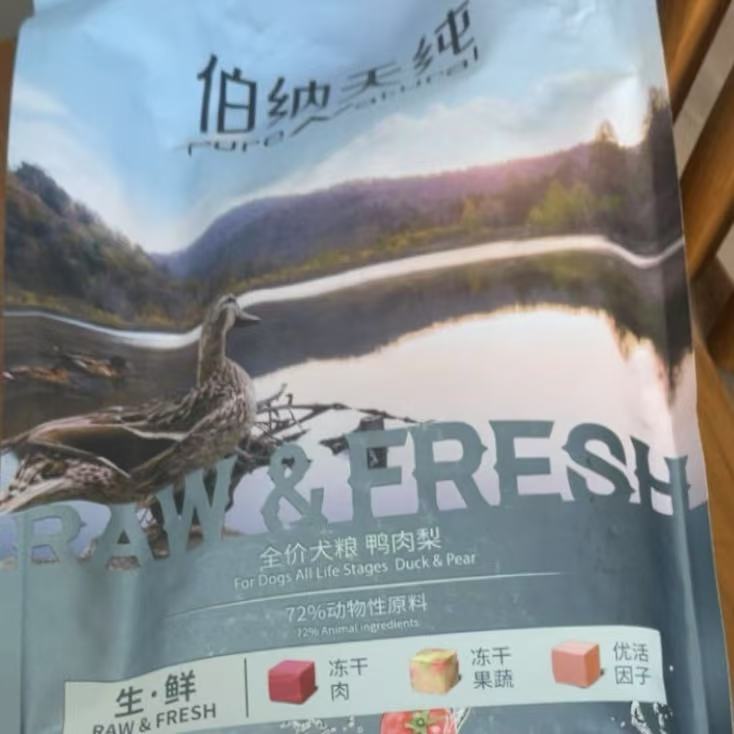 伯纳天纯
Pure & Natural
RAW & FRESH
全价犬粮 鸭肉梨
For Dogs All Life Stages Duck & Pear
72%动物性原料
72% Animal ingredients
生·鲜
RAW & FRESH
冻干
肉
冻干
果蔬
优活
因子